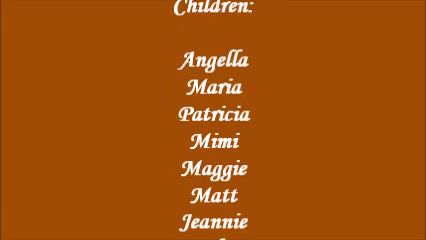 Children:
Angella
Maria
Patricia
Mimi
Maggie
Matt
Jeannie